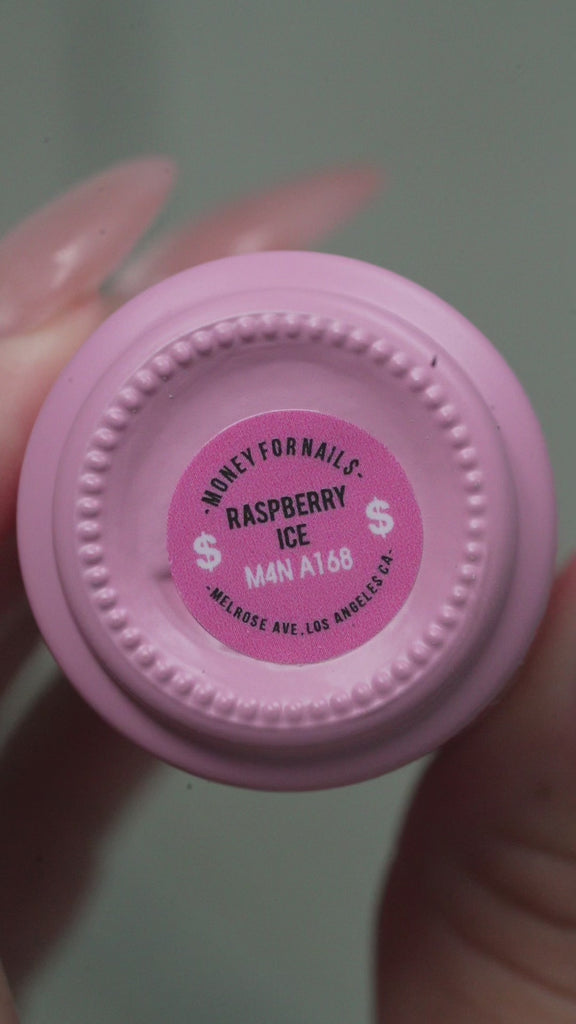 -MONEY FOR NAILS-
RASPBERRY
ICE
$ $
M4N A168
-MELROSE AVE.LOS ANGELES CA-